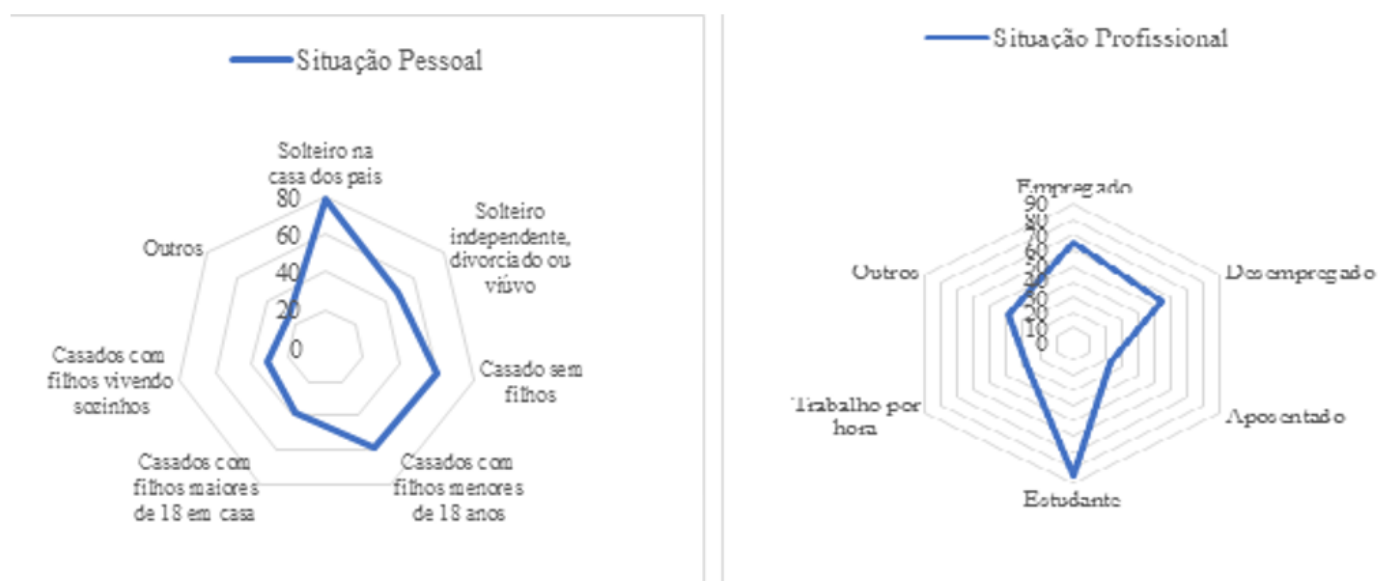 Situação Pessoal
Solteiro na
casa dos pais
80
60
40
20
0
Solteiro
independente,
divorciado ou
viúvo
Casado sem
filhos
Casados com
filhos menores
de 18 anos
Casados com
filhos maiores
de 18 em casa
Casados com
filhos vivendo
sozinhos
Outros
Situação Profissional
Empregado
90
80
70
60
50
40
30
20
10
0
Desempregado
Aposentado
Estudante
Trabalho por
hora
Outros